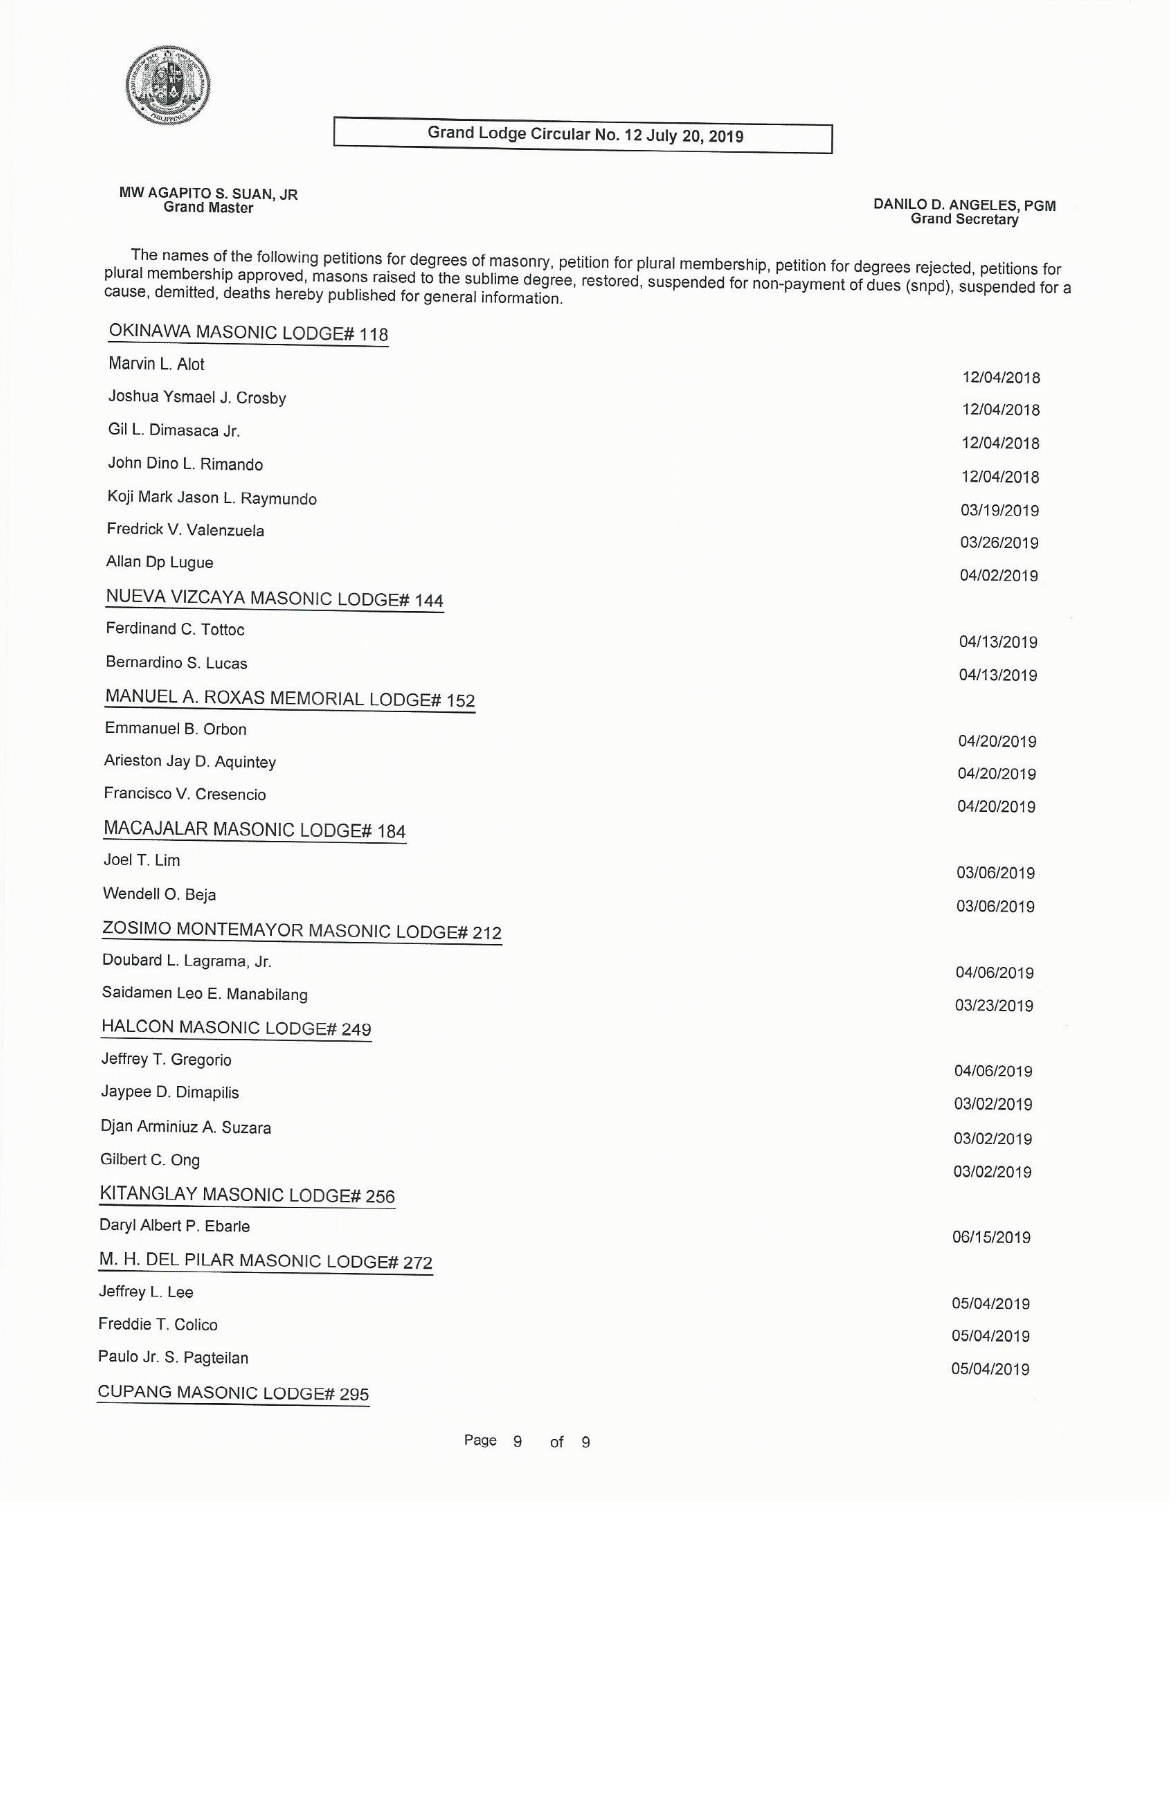 PHILIPPINES
Grand Lodge Circular No. 12 July 20, 2019
MW AGAPITO S. SUAN, JR
Grand Master
DANILO D. ANGELES, PGM
Grand Secretary
The names of the following petitions for degrees of masonry, petition for plural membership, petition for degrees rejected, petitions for
plural membership approved, masons raised to the sublime degree, restored, suspended for non-payment of dues (snpd), suspended for a
cause, demitted, deaths hereby published for general information.
OKINAWA MASONIC LODGE# 118
Marvin L. Alot 12/04/2018
Joshua Ysmael J. Crosby 12/04/2018
Gil L. Dimasaca Jr. 12/04/2018
John Dino L. Rimando 12/04/2018
Koji Mark Jason L. Raymundo 03/19/2019
Fredrick V. Valenzuela 03/26/2019
Allan Dp Lugue 04/02/2019
NUEVA VIZCAYA MASONIC LODGE# 144
Ferdinand C. Tottoc 04/13/2019
Bernardino S. Lucas 04/13/2019
MANUEL A. ROXAS MEMORIAL LODGE# 152
Emmanuel B. Orbon 04/20/2019
Arieston Jay D. Aquintey 04/20/2019
Francisco V. Cresencio 04/20/2019
MACAJALAR MASONIC LODGE# 184
Joel T. Lim 03/06/2019
Wendell O. Beja 03/06/2019
ZOSIMO MONTEMAYOR MASONIC LODGE# 212
Doubard L. Lagrama, Jr. 04/06/2019
Saidamen Leo E. Manabilang 03/23/2019
HALCON MASONIC LODGE# 249
Jeffrey T. Gregorio 04/06/2019
Jaypee D. Dimapilis 03/02/2019
Djan Arminiuz A. Suzara 03/02/2019
Gilbert C. Ong 03/02/2019
KITANGLAY MASONIC LODGE# 256
Daryl Albert P. Ebarle 06/15/2019
M. H. DEL PILAR MASONIC LODGE# 272
Jeffrey L. Lee 05/04/2019
Freddie T. Colico 05/04/2019
Paulo Jr. S. Pagteilan 05/04/2019
CUPANG MASONIC LODGE# 295
Page 9 of 9